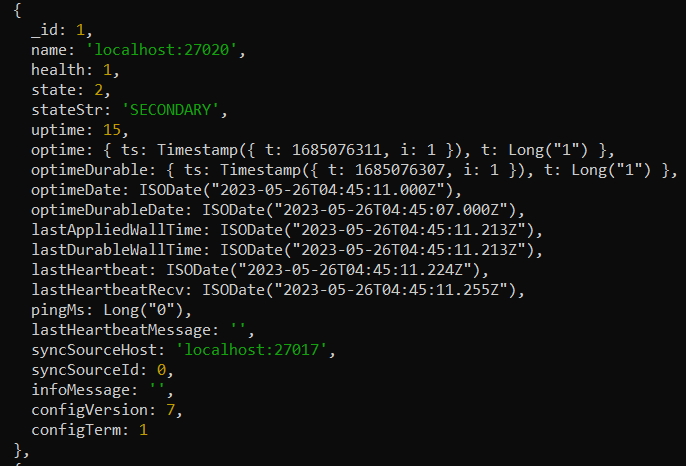 {
_id: 1,
name: 'localhost:27020',
health: 1,
state: 2,
stateStr: 'SECONDARY',
uptime: 15,
optime: { ts: Timestamp({ t: 1685076311, i: 1 }), t: Long("1") },
optimeDurable: { ts: Timestamp({ t: 1685076307, i: 1 }), t: Long("1") },
optimeDate: ISODate("2023-05-26T04:45:11.000Z"),
optimeDurableDate: ISODate("2023-05-26T04:45:07.000Z"),
lastAppliedWallTime: ISODate("2023-05-26T04:45:11.213Z"),
lastDurableWallTime: ISODate("2023-05-26T04:45:11.213Z"),
lastHeartbeat: ISODate("2023-05-26T04:45:11.224Z"),
lastHeartbeatRecv: ISODate("2023-05-26T04:45:11.255Z"),
pingMs: Long("0"),
lastHeartbeatMessage: '',
syncSourceHost: 'localhost:27017',
syncSourceId: 0,
infoMessage: '',
configVersion: 7,
configTerm: 1
},